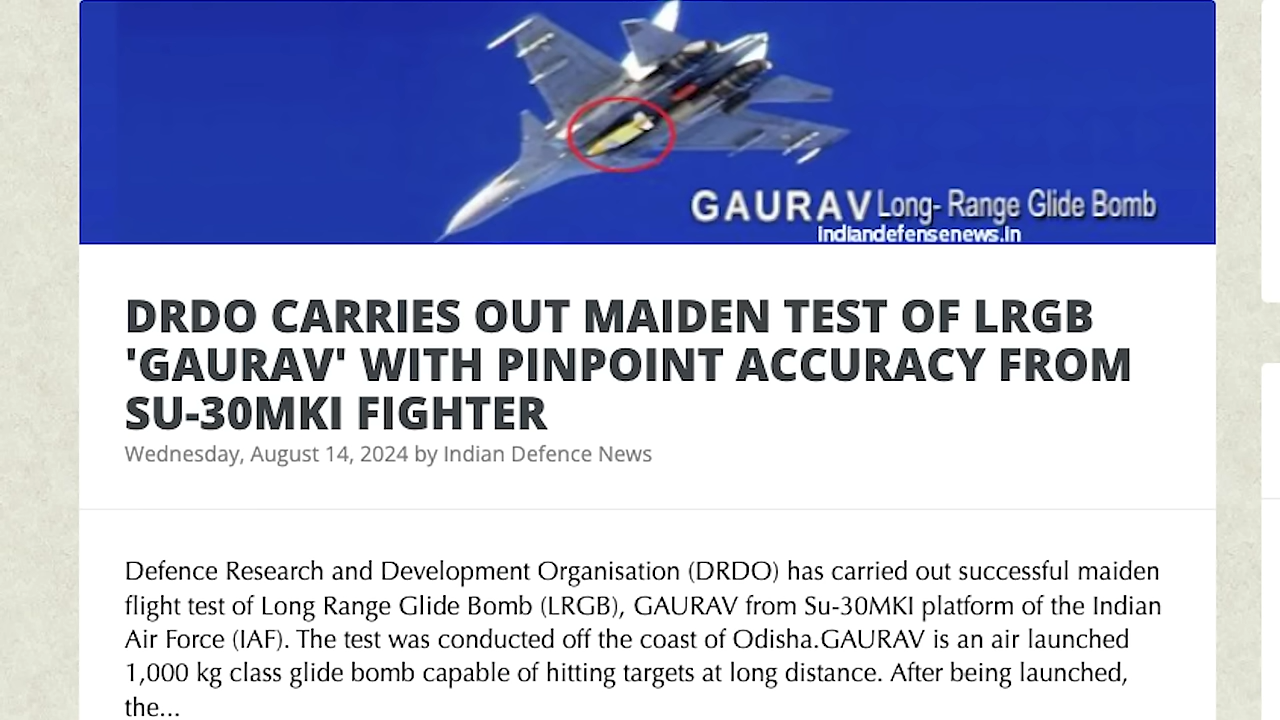 GAURAV Long- Range Glide Bomb
indiandefensenews.in
DRDO CARRIES OUT MAIDEN TEST OF LRGB
'GAURAV' WITH PINPOINT ACCURACY FROM
SU-30MKI FIGHTER
Wednesday, August 14, 2024 by Indian Defence News
Defence Research and Development Organisation (DRDO) has carried out successful maiden
flight test of Long Range Glide Bomb (LRGB), GAURAV from Su-30MKI platform of the Indian
Air Force (IAF). The test was conducted off the coast of Odisha.GAURAV is an air launched
1,000 kg class glide bomb capable of hitting targets at long distance. After being launched,
the...